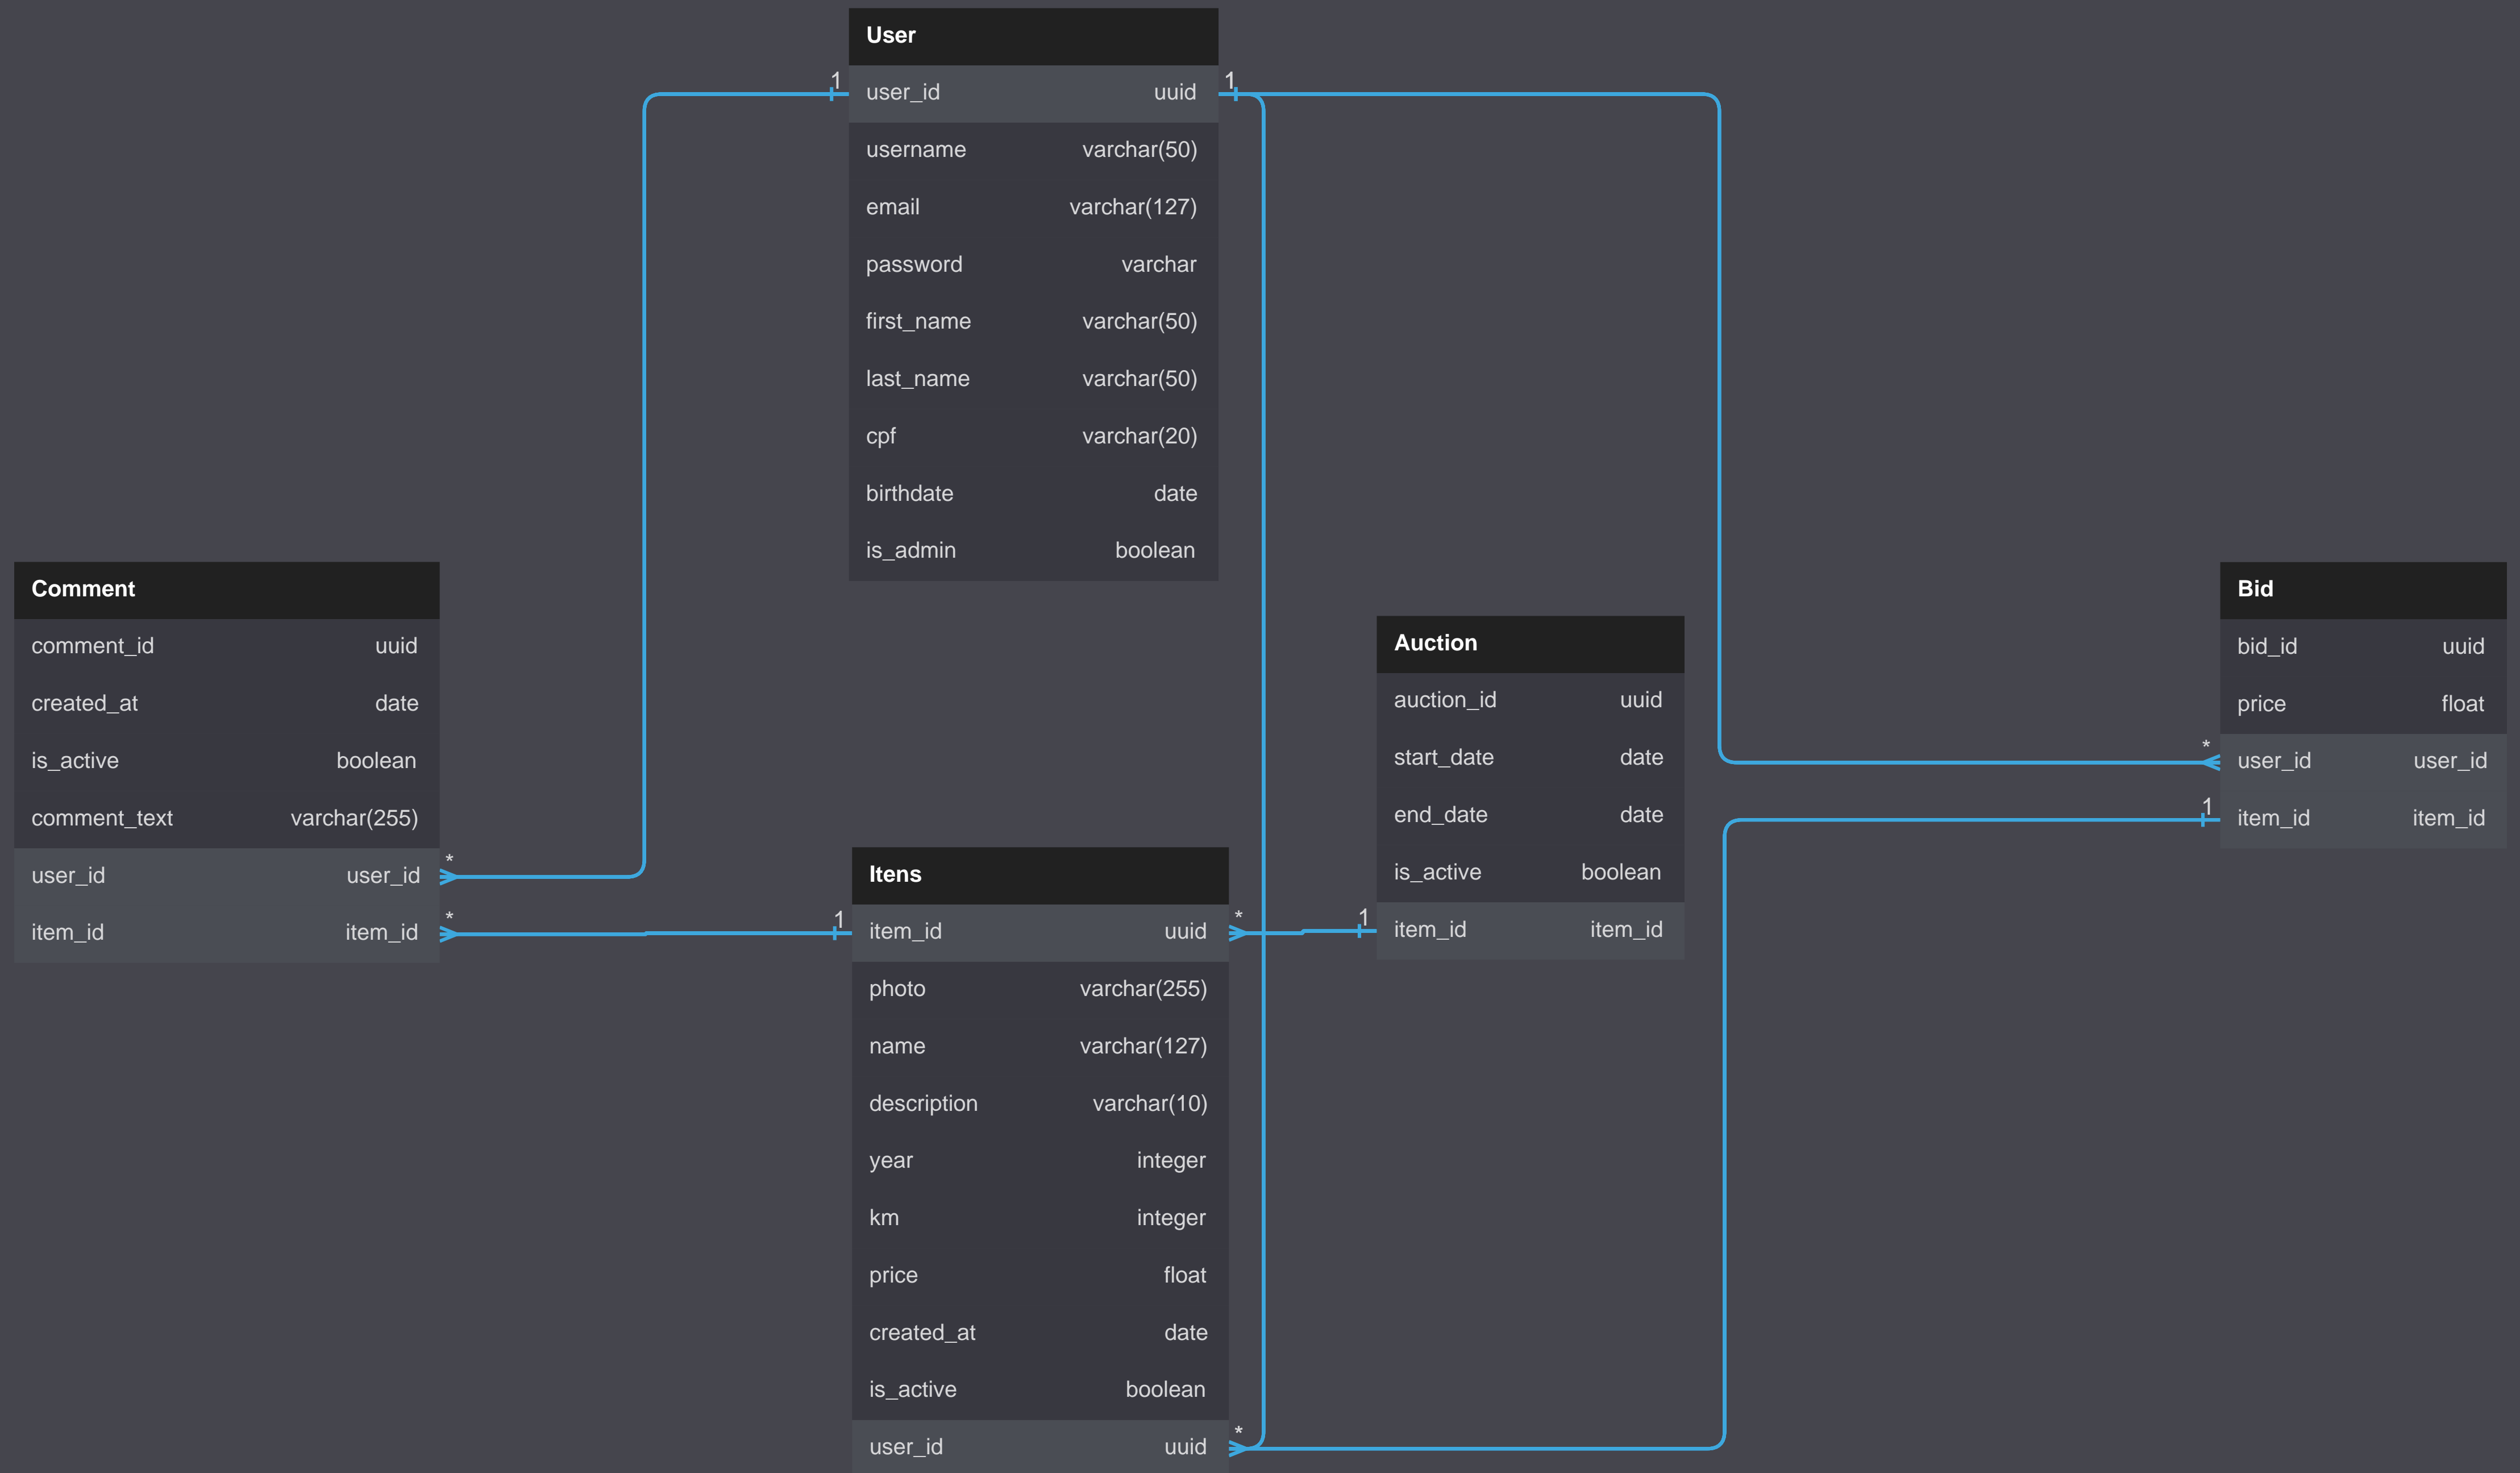 User
1 user_id uuid 1
username varchar(50)
email varchar(127)
password varchar
first_name varchar(50)
last_name varchar(50)
cpf varchar(20)
birthdate date
is_admin boolean
Comment
comment_id uuid
created_at date
is_active boolean
comment_text varchar(255)
user_id user_id *
item_id item_id *
Itens
1 item_id uuid *
photo varchar(255)
name varchar(127)
description varchar(10)
year integer
km integer
price float
created_at date
is_active boolean
user_id uuid *
Auction
auction_id uuid
start_date date
end_date date
is_active boolean
1 item_id item_id
Bid
bid_id uuid
price float
* user_id user_id
1 item_id item_id